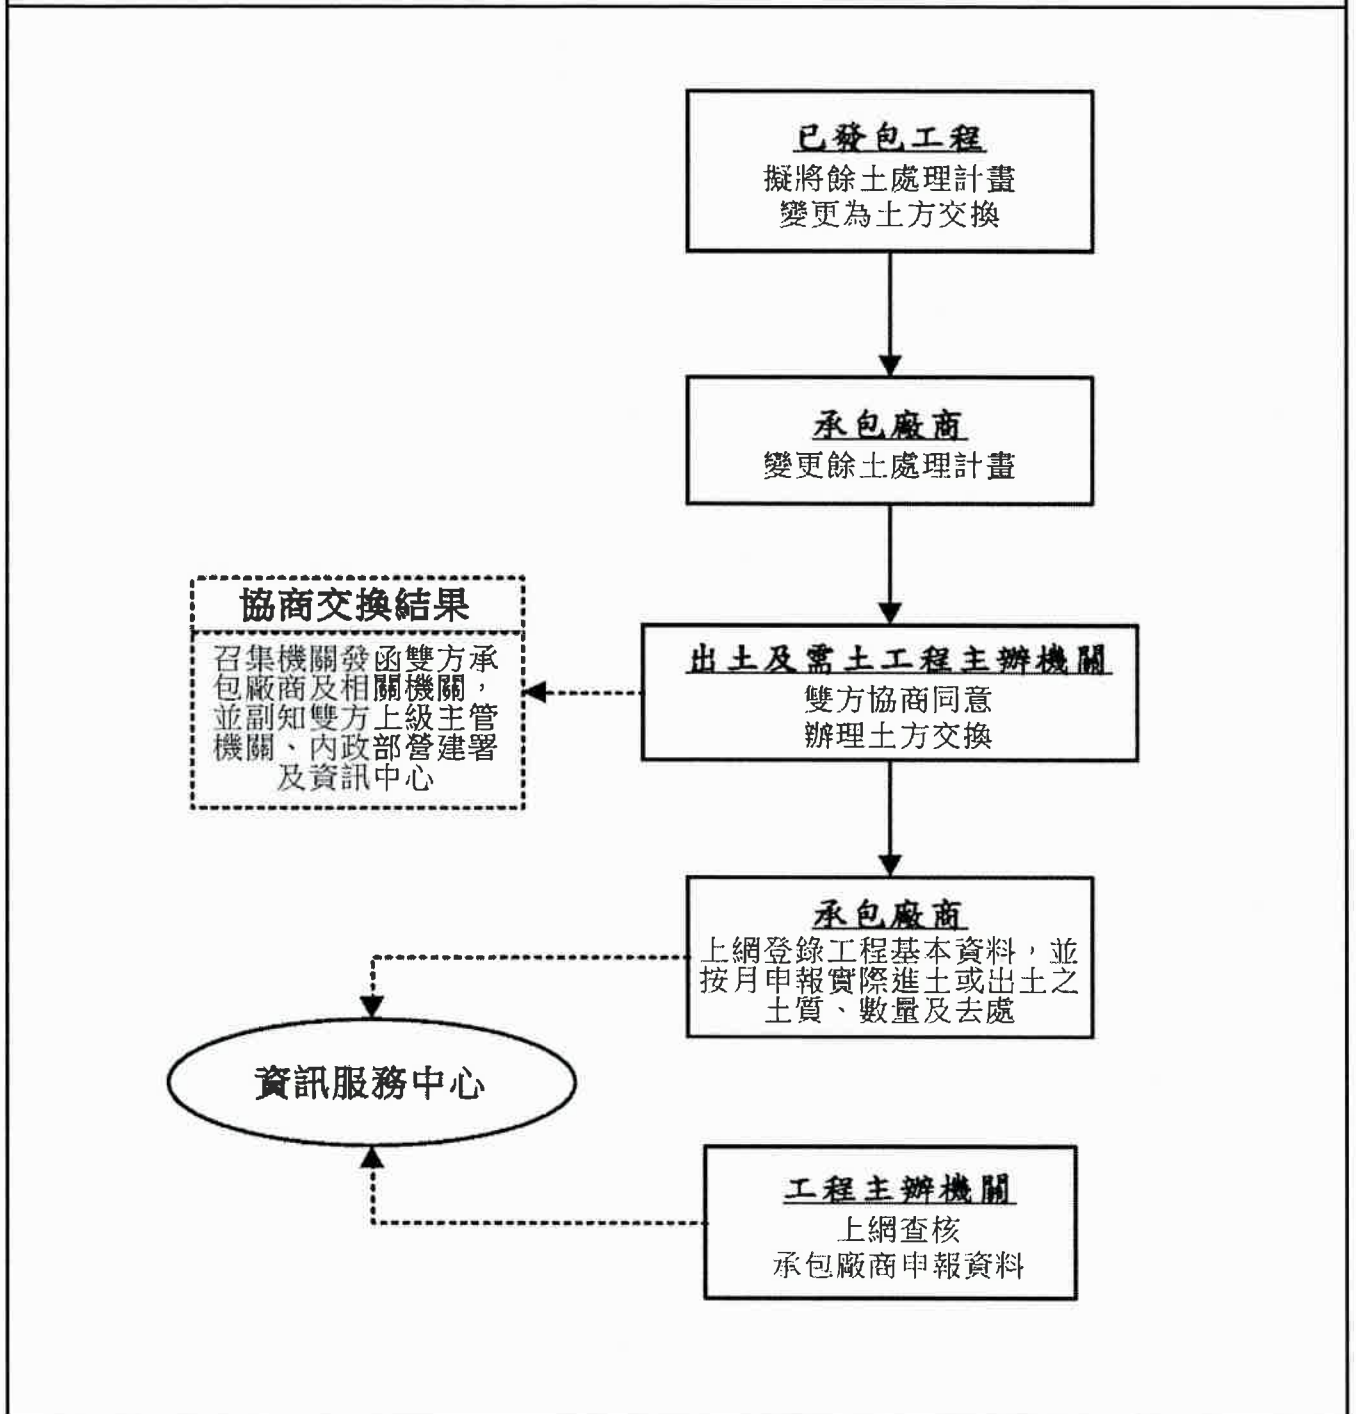 已發包工程
擬將餘土處理計畫
變更為土方交換
承包廠商
變更餘土處理計畫
協商交換結果
召集機關發函雙方承
包廠商及相關機關，
並副知雙方上級主管
機關、內政部營建署
及資訊中心
出土及需土工程主辦機關
雙方協商同意
辦理土方交換
承包廠商
上網登錄工程基本資料，並
按月申報實際進土或出土之
土質、數量及去處
資訊服務中心
工程主辦機關
上網查核
承包廠商申報資料